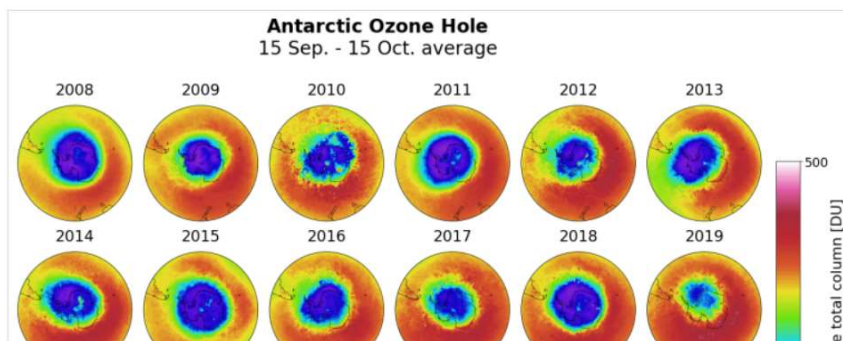 Antarctic Ozone Hole
15 Sep. - 15 Oct. average
2008 2009 2010 2011 2012 2013
500
2014 2015 2016 2017 2018 2019
total column [DU]